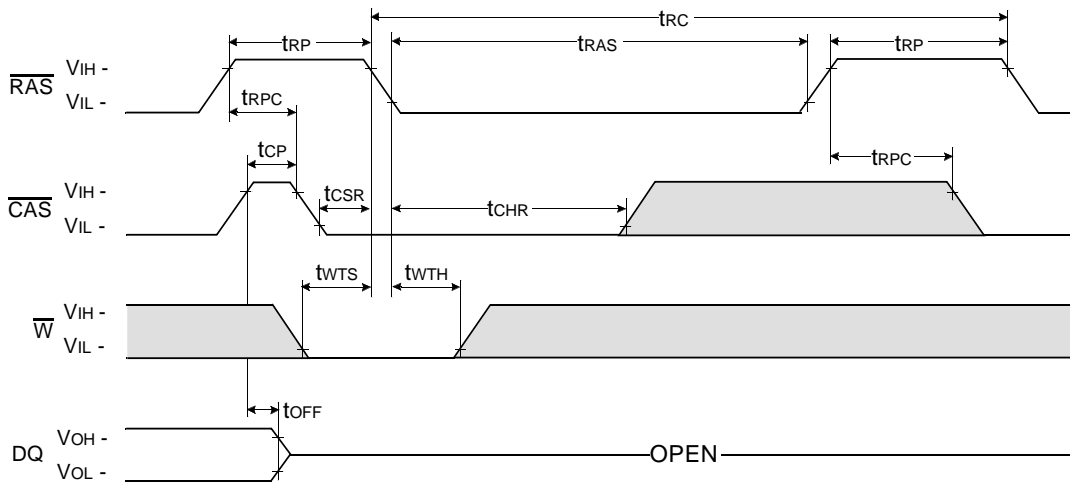 tRC
tRP tRAS tRP
RAS VIH -
VIL -
tRPC
tCP tRPC
CAS VIH -
VIL -
tCSR tCHR
tWTS tWTH
W VIH -
VIL -
tOFF
DQ VOH -
VOL -
OPEN